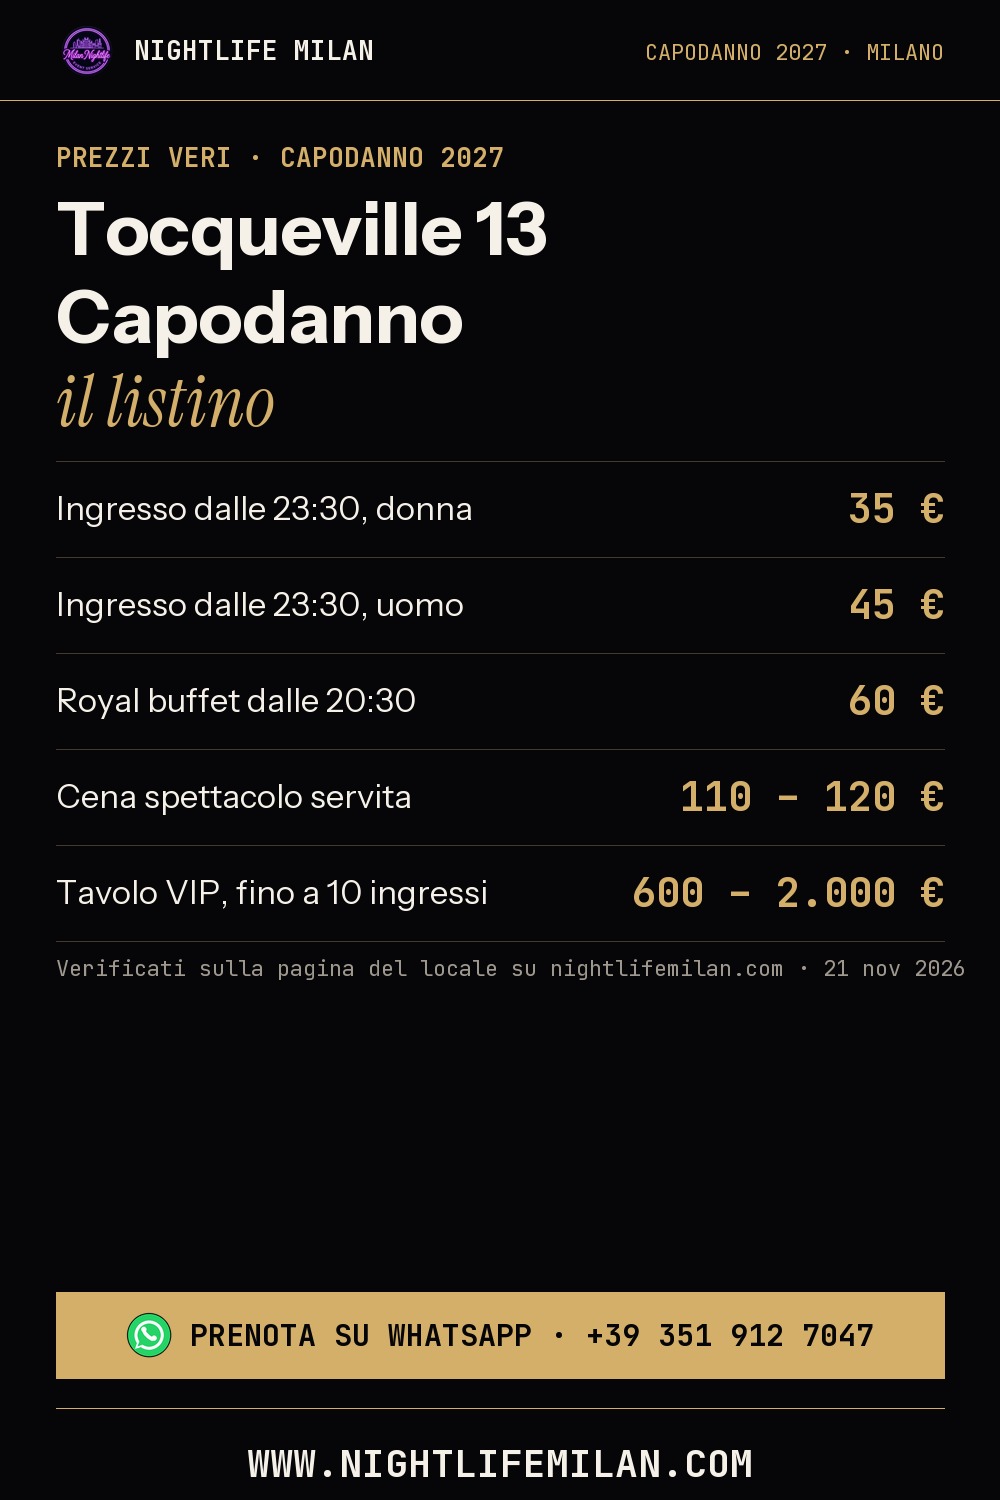 Milan Nightlife
NIGHTLIFE MILAN
CAPODANNO 2027 · MILANO
PREZZI VERI · CAPODANNO 2027
Tocqueville 13
Capodanno
il listino
Ingresso dalle 23:30, donna 35 €
Ingresso dalle 23:30, uomo 45 €
Royal buffet dalle 20:30 60 €
Cena spettacolo servita 110 – 120 €
Tavolo VIP, fino a 10 ingressi 600 – 2.000 €
Verificati sulla pagina del locale su nightlifemilan.com · 21 nov 2026
PRENOTA SU WHATSAPP · +39 351 912 7047
WWW.NIGHTLIFEMILAN.COM